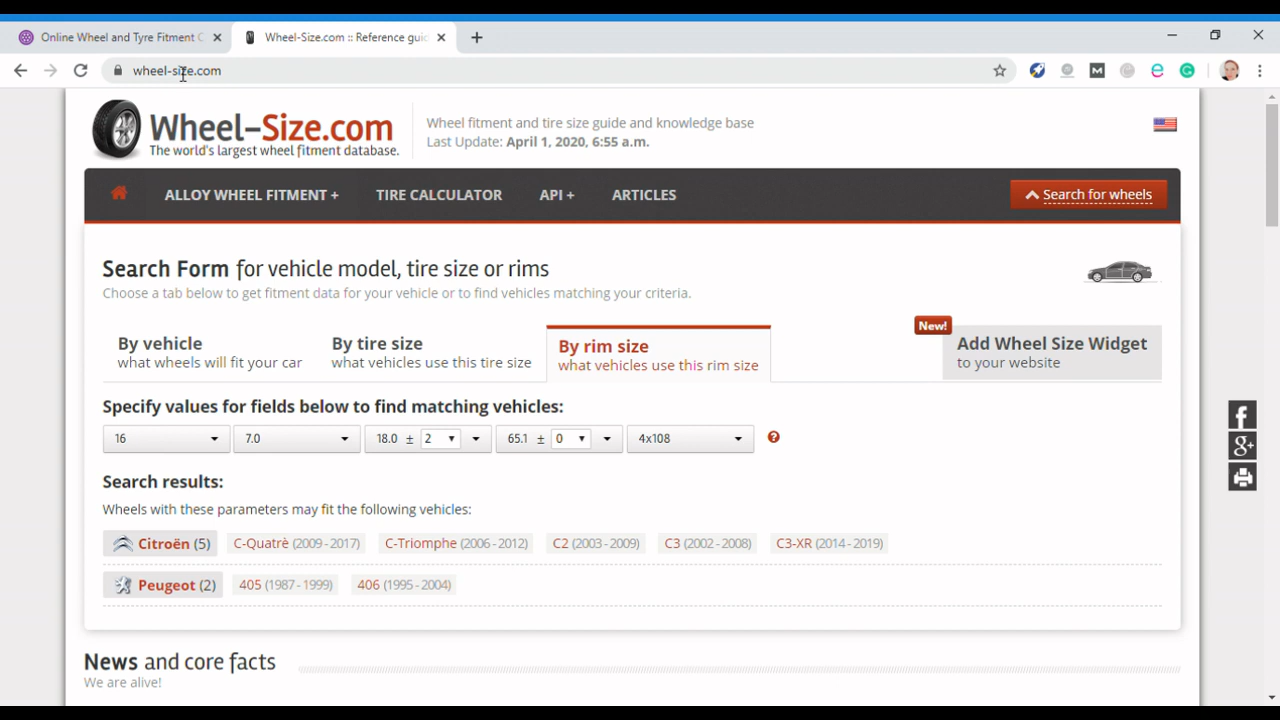 Online Wheel and Tyre Fitment C
Wheel-Size.com :: Reference guid
wheel-size.com
Wheel-Size.com
The world's largest wheel fitment database.
Wheel fitment and tire size guide and knowledge base
Last Update: April 1, 2020, 6:55 a.m.
ALLOY WHEEL FITMENT + TIRE CALCULATOR API + ARTICLES Search for wheels
Search Form for vehicle model, tire size or rims
Choose a tab below to get fitment data for your vehicle or to find vehicles matching your criteria.
By vehicle
what wheels will fit your car
By tire size
what vehicles use this tire size
By rim size
what vehicles use this rim size
New!
Add Wheel Size Widget
to your website
Specify values for fields below to find matching vehicles:
16 7.0 18.0 ± 2 65.1 ± 0 4x108 ?
Search results:
Wheels with these parameters may fit the following vehicles:
Citroën (5) C-Quatrè (2009-2017) C-Triomphe (2006-2012) C2 (2003-2009) C3 (2002-2008) C3-XR (2014-2019)
Peugeot (2) 405 (1987-1999) 406 (1995-2004)
News and core facts
We are alive!